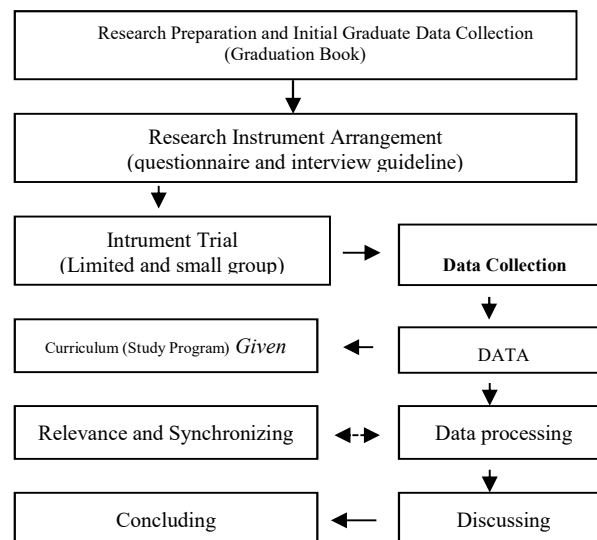 Research Preparation and Initial Graduate Data Collection
(Graduation Book)
Research Instrument Arrangement
(questionnaire and interview guideline)
Intrument Trial
(Limited and small group)
Data Collection
Curriculum (Study Program) Given
DATA
Relevance and Synchronizing
Data processing
Concluding
Discussing